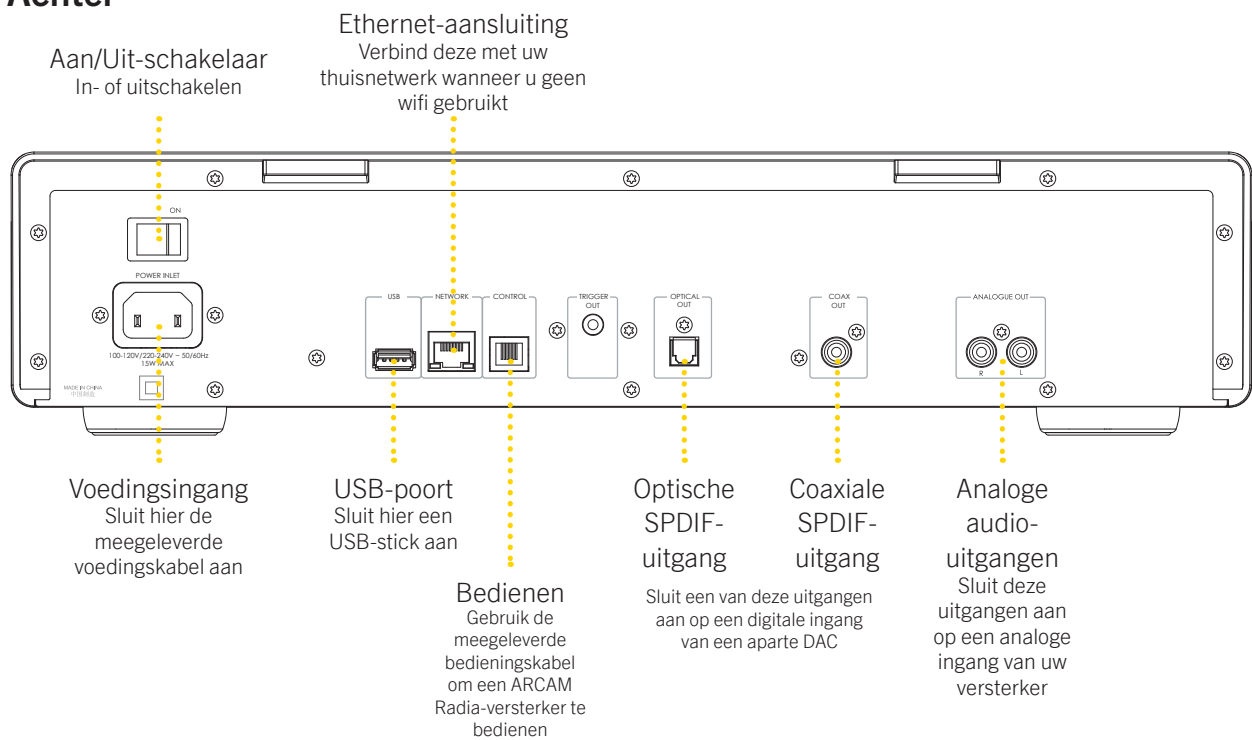 Achter
Ethernet-aansluiting
Verbind deze met uw
thuisnetwerk wanneer u geen
wifi gebruikt
Aan/Uit-schakelaar
In- of uitschakelen
ON
POWER INLET
100-120V/220-240V ~ 50/60Hz
15W MAX
MADE IN CHINA
中国制造
USB
NETWORK
CONTROL
TRIGGER
OUT
OPTICAL
OUT
COAX
OUT
ANALOGUE OUT
R
L
Voedingsingang
Sluit hier de
meegeleverde
voedingskabel aan
USB-poort
Sluit hier een
USB-stick aan
Bedienen
Gebruik de
meegeleverde
bedieningskabel
om een ARCAM
Radia-versterker te
bedienen
Optische
SPDIF-
uitgang
Coaxiale
SPDIF-
uitgang
Sluit een van deze uitgangen
aan op een digitale ingang
van een aparte DAC
Analoge
audio-
uitgangen
Sluit deze
uitgangen aan
op een analoge
ingang van uw
versterker